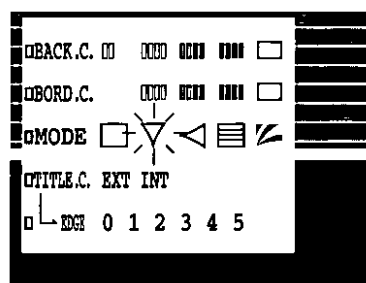 BACK.C.
BORD.C.
MODE
TITLE.C. EXT INT
EDGE 0 1 2 3 4 5